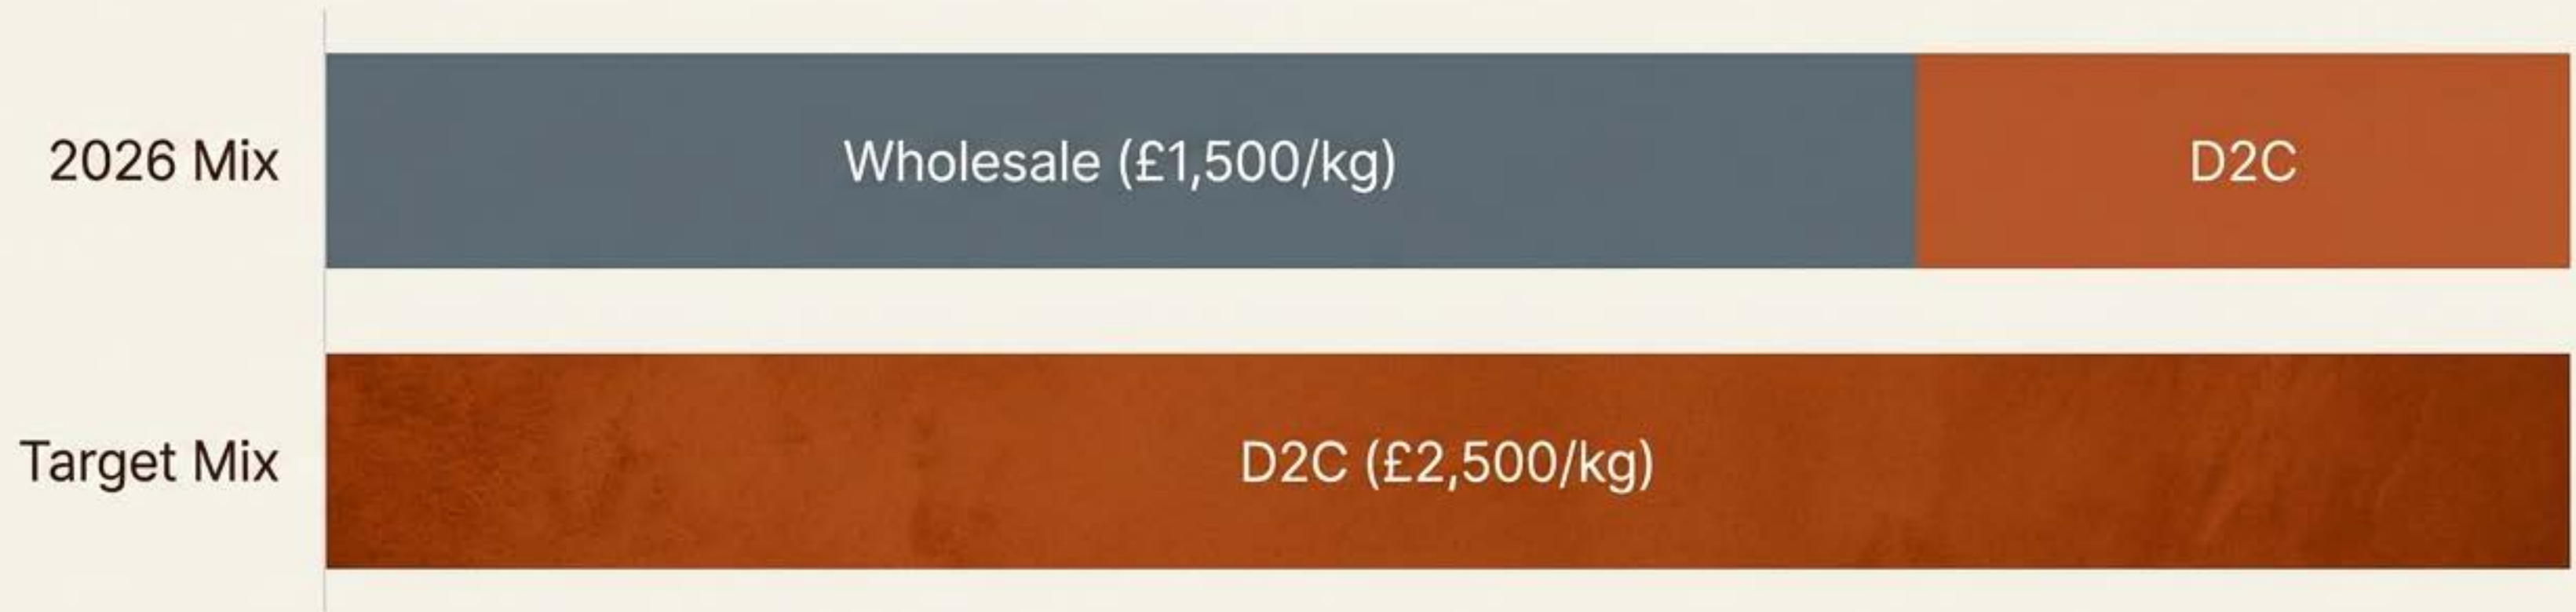 2026 Mix
Wholesale (£1,500/kg)
D2C
Target Mix
D2C (£2,500/kg)